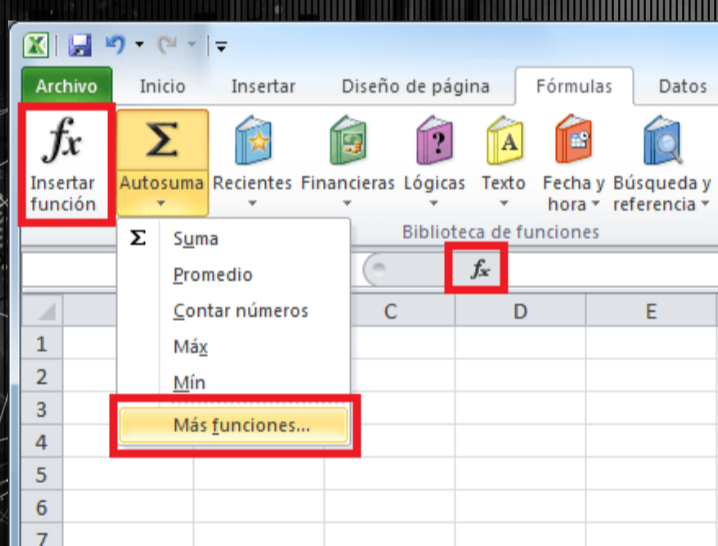 Archivo Inicio Insertar Diseño de página Fórmulas Datos
fx Σ ? A
Insertar Autosuma Recientes Financieras Lógicas Texto Fecha y Búsqueda y
función hora referencia
Biblioteca de funciones
Σ Suma
fx
Promedio
Contar números
C D E
Máx
1
Mín
2
3
Más funciones...
4
5
6
7